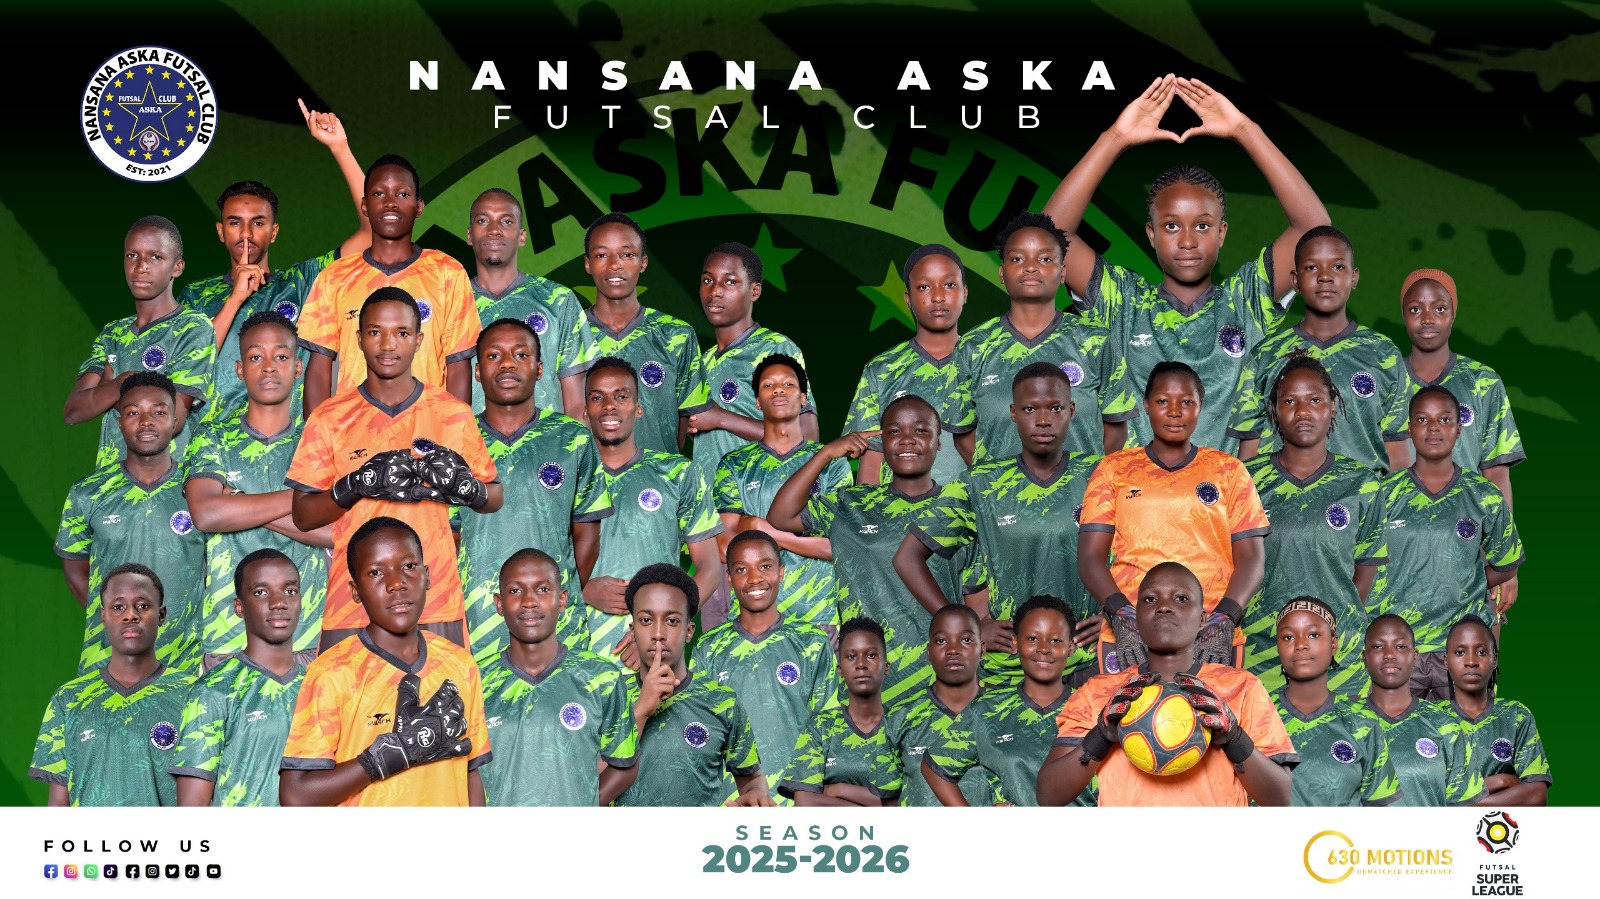 NANSANA ASKA FUTSAL CLUB
FUTSAL CLUB
ASKA
EST: 2021
NANSANA ASKA
FUTSAL CLUB
ASKA FU
FOLLOW US
SEASON
2025-2026
630 MOTIONS
UNMATCHED EXPERIENCE
FUTSAL
SUPER
LEAGUE